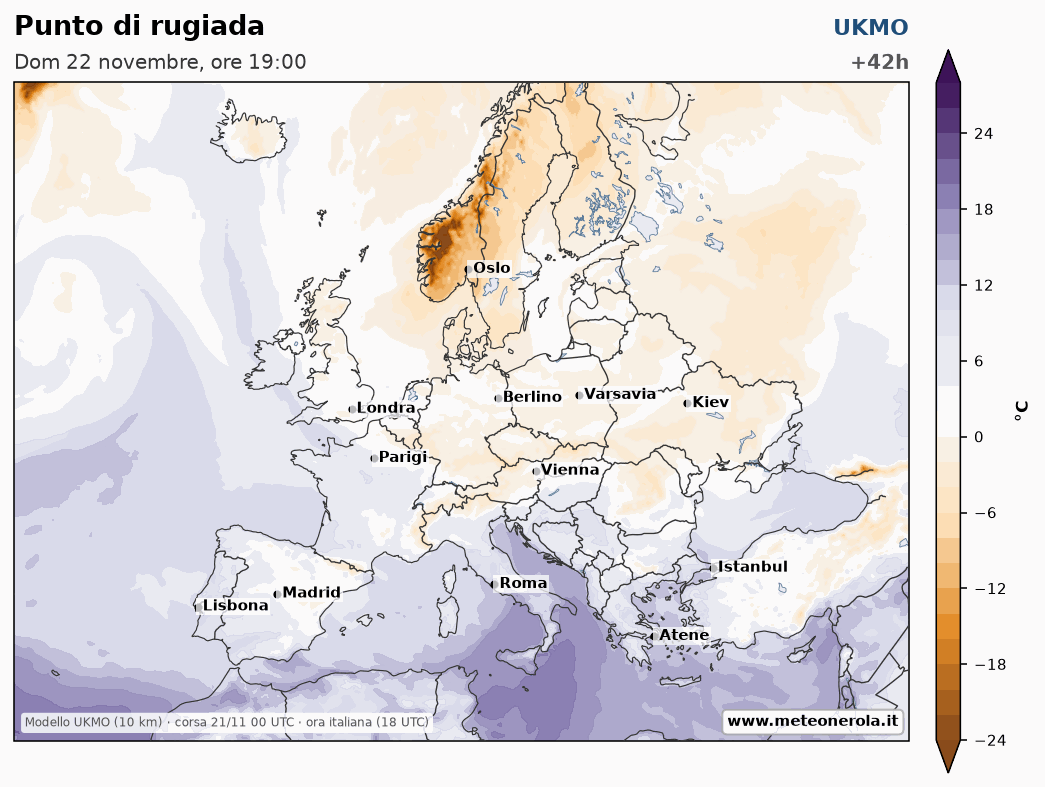 Punto di rugiada
UKMO
Dom 22 novembre, ore 19:00
+42h
Oslo
Londra
Berlino
Varsavia
Kiev
Parigi
Vienna
Istanbul
Roma
Madrid
Lisbona
Atene
Modello UKMO (10 km) · corsa 21/11 00 UTC · ora italiana (18 UTC)
www.meteonerola.it
24
18
12
6
0
−6
−12
−18
−24
°C